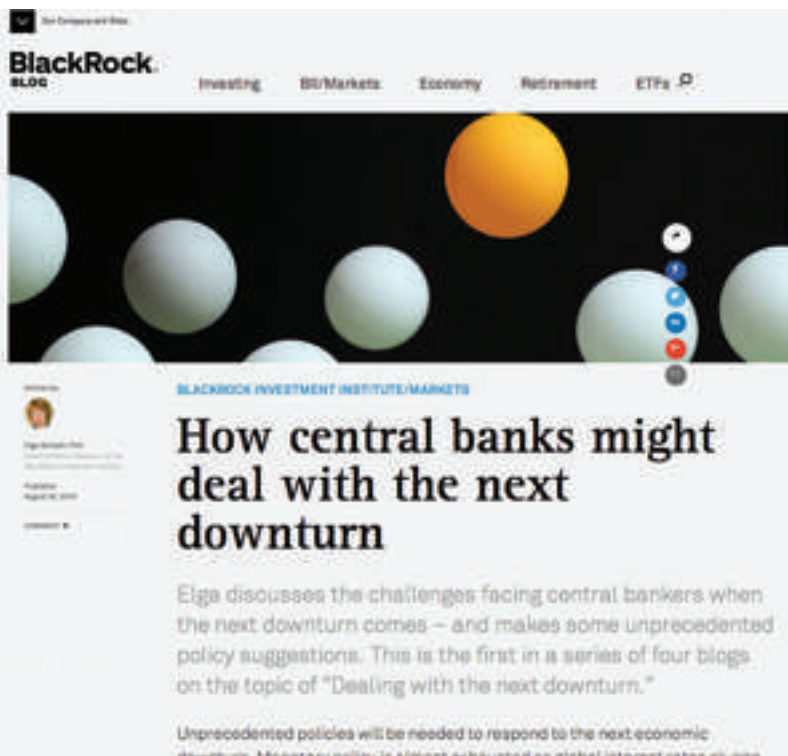 BlackRock.
BLOG
Investing BII/Markets Economy Retirement ETFs
BLACKROCK INVESTMENT INSTITUTE/MARKETS
How central banks might
deal with the next
downturn
Elga discusses the challenges facing central bankers when
the next downturn comes – and makes some unprecedented
policy suggestions. This is the first in a series of four blogs
on the topic of "Dealing with the next downturn."
Unprecedented policies will be needed to respond to the next economic